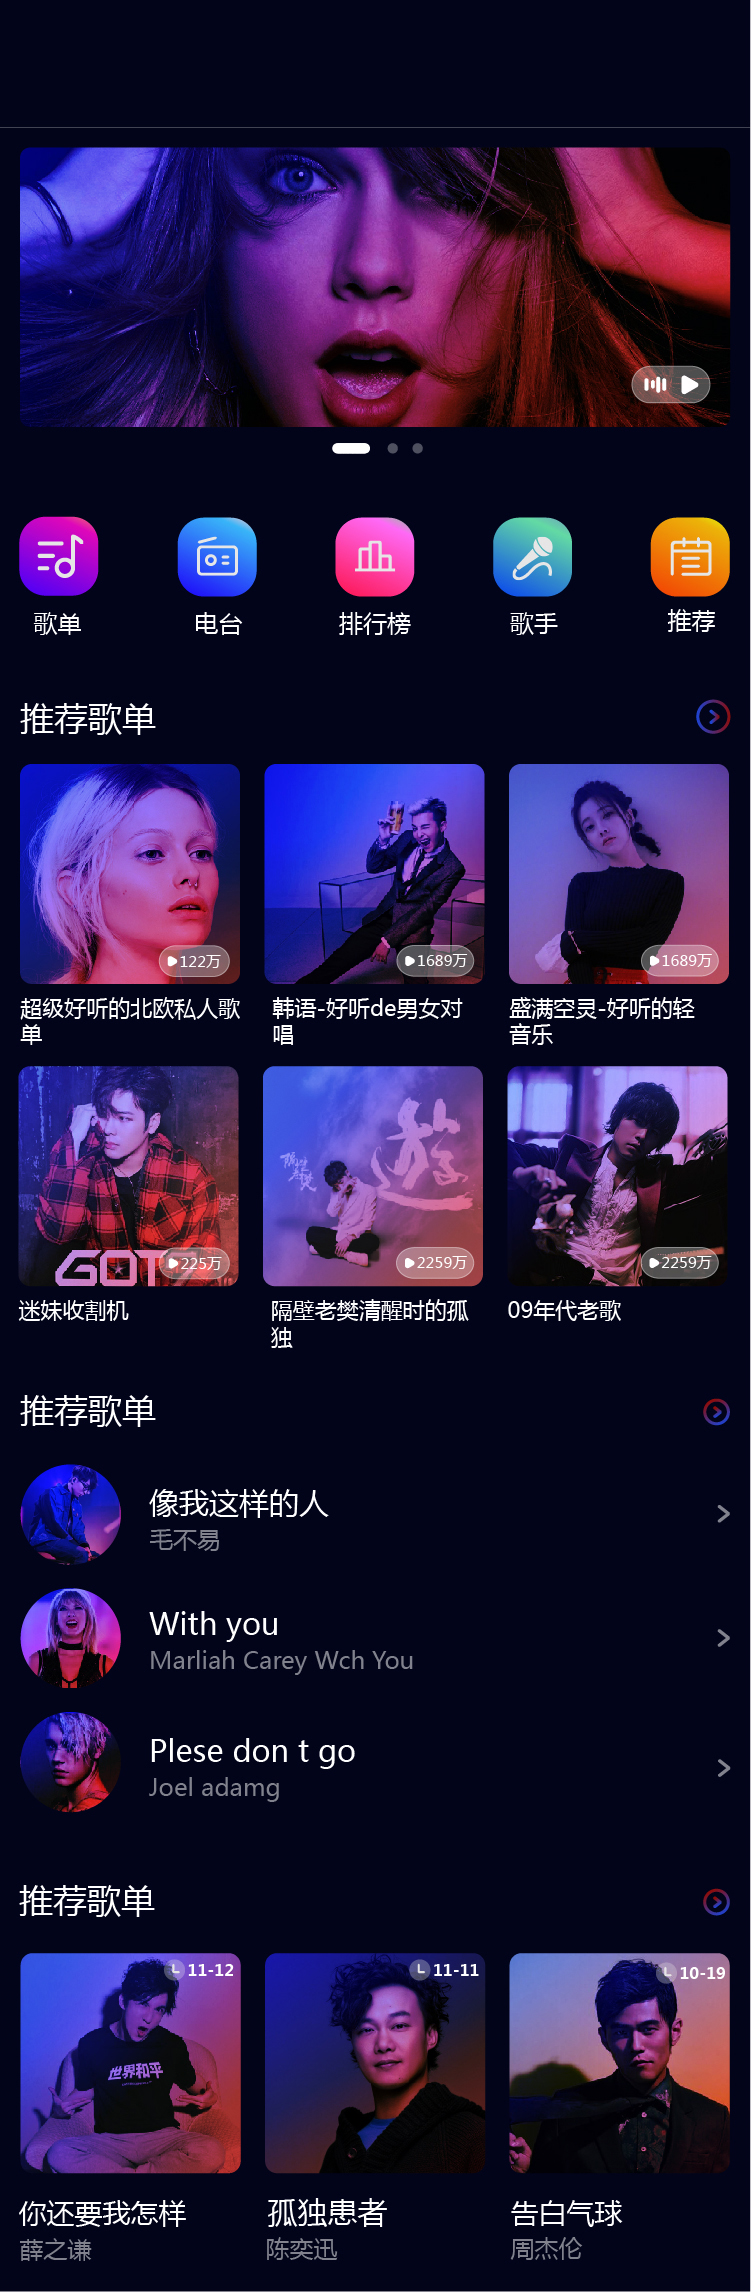 歌单
电台
排行榜
歌手
推荐
推荐歌单
122万
1689万
1689万
超级好听的北欧私人歌
单
韩语-好听de男女对
唱
盛满空灵-好听的轻
音乐
GOT
225万
遊
2259万
2259万
迷妹收割机
隔壁老樊清醒时的孤
独
09年代老歌
推荐歌单
像我这样的人
毛不易
With you
Marliah Carey Wch You
Plese don t go
Joel adamg
推荐歌单
11-12
11-11
10-19
世界和平
你还要我怎样
薛之谦
孤独患者
陈奕迅
告白气球
周杰伦